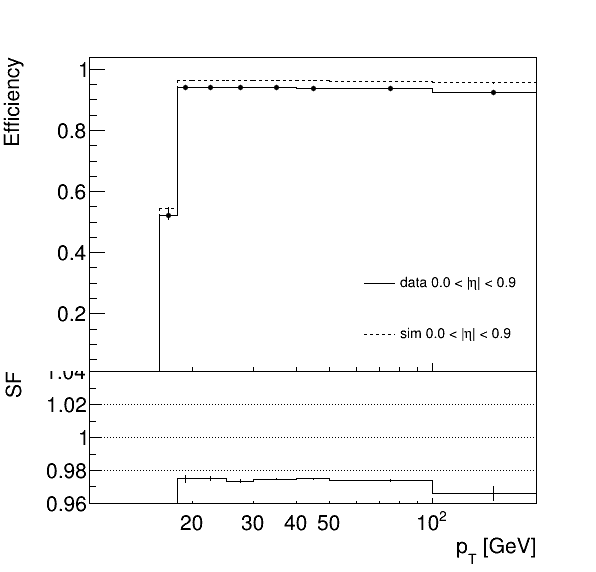 Efficiency
1
0.8
0.6
0.4
0.2
data 0.0 < |η| < 0.9
sim 0.0 < |η| < 0.9
SF
1.04
1.02
1
0.98
0.96
20 30 40 50 10²
p_T [GeV]